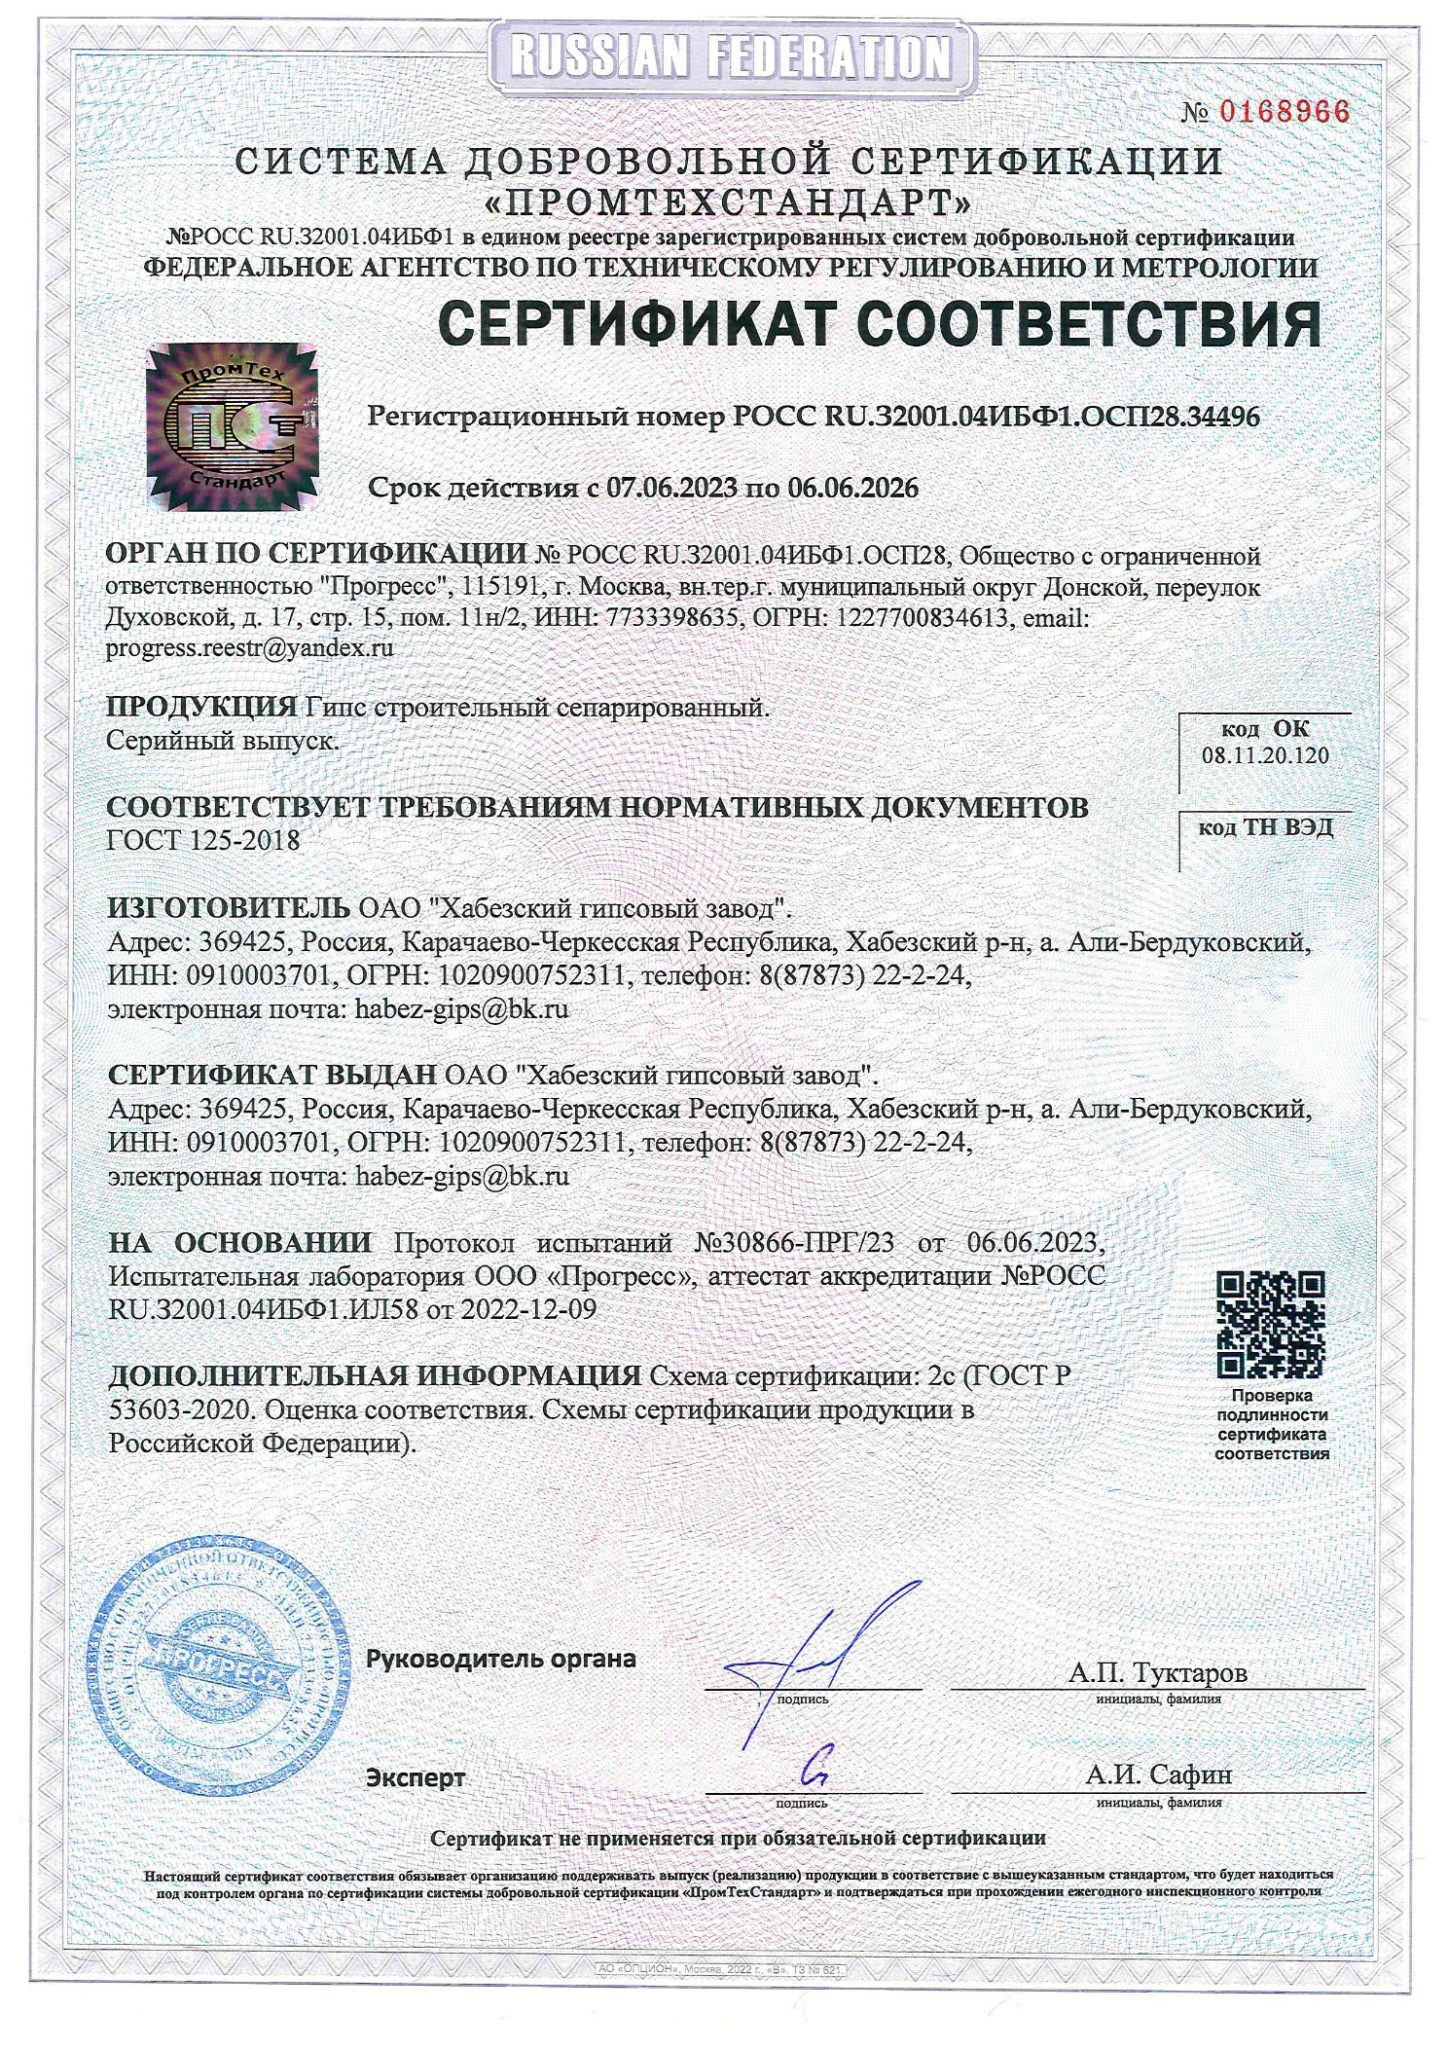 RUSSIAN FEDERATION
№ 0168966
СИСТЕМА ДОБРОВОЛЬНОЙ СЕРТИФИКАЦИИ
«ПРОМТЕХСТАНДАРТ»
№РОСС RU.32001.04ИБФ1 в едином реестре зарегистрированных систем добровольной сертификации
ФЕДЕРАЛЬНОЕ АГЕНТСТВО ПО ТЕХНИЧЕСКОМУ РЕГУЛИРОВАНИЮ И МЕТРОЛОГИИ
СЕРТИФИКАТ СООТВЕТСТВИЯ
ПромТех
ПСТ
Стандарт
Регистрационный номер РОСС RU.32001.04ИБФ1.ОСП28.34496
Срок действия с 07.06.2023 по 06.06.2026
ОРГАН ПО СЕРТИФИКАЦИИ № РОСС RU.32001.04ИБФ1.ОСП28, Общество с ограниченной
ответственностью "Прогресс", 115191, г. Москва, вн.тер.г. муниципальный округ Донской, переулок
Духовской, д. 17, стр. 15, пом. 11н/2, ИНН: 7733398635, ОГРН: 1227700834613, email:
progress.reestr@yandex.ru
ПРОДУКЦИЯ Гипс строительный сепарированный.
Серийный выпуск.
код ОК
08.11.20.120
СООТВЕТСТВУЕТ ТРЕБОВАНИЯМ НОРМАТИВНЫХ ДОКУМЕНТОВ
ГОСТ 125-2018
код ТН ВЭД
ИЗГОТОВИТЕЛЬ ОАО "Хабезский гипсовый завод".
Адрес: 369425, Россия, Карачаево-Черкесская Республика, Хабезский р-н, а. Али-Бердуковский,
ИНН: 0910003701, ОГРН: 1020900752311, телефон: 8(87873) 22-2-24,
электронная почта: habez-gips@bk.ru
СЕРТИФИКАТ ВЫДАН ОАО "Хабезский гипсовый завод".
Адрес: 369425, Россия, Карачаево-Черкесская Республика, Хабезский р-н, а. Али-Бердуковский,
ИНН: 0910003701, ОГРН: 1020900752311, телефон: 8(87873) 22-2-24,
электронная почта: habez-gips@bk.ru
НА ОСНОВАНИИ Протокол испытаний №30866-ПРГ/23 от 06.06.2023,
Испытательная лаборатория ООО «Прогресс», аттестат аккредитации №РОСС
RU.32001.04ИБФ1.ИЛ58 от 2022-12-09
ДОПОЛНИТЕЛЬНАЯ ИНФОРМАЦИЯ Схема сертификации: 2с (ГОСТ Р
53603-2020. Оценка соответствия. Схемы сертификации продукции в
Российской Федерации).
Проверка
подлинности
сертификата
соответствия
ПРОГРЕСС
Руководитель органа
подпись
А.П. Туктаров
инициалы, фамилия
Эксперт
подпись
А.И. Сафин
инициалы, фамилия
Сертификат не применяется при обязательной сертификации
Настоящий сертификат соответствия обязывает организацию поддерживать выпуск (реализацию) продукции в соответствие с вышеуказанным стандартом, что будет находиться
под контролем органа по сертификации системы добровольной сертификации «ПромТехСтандарт» и подтверждаться при прохождении ежегодного инспекционного контроля
АО «ОПЦИОН», Москва, 2022 г., «В». ТЗ № 621.